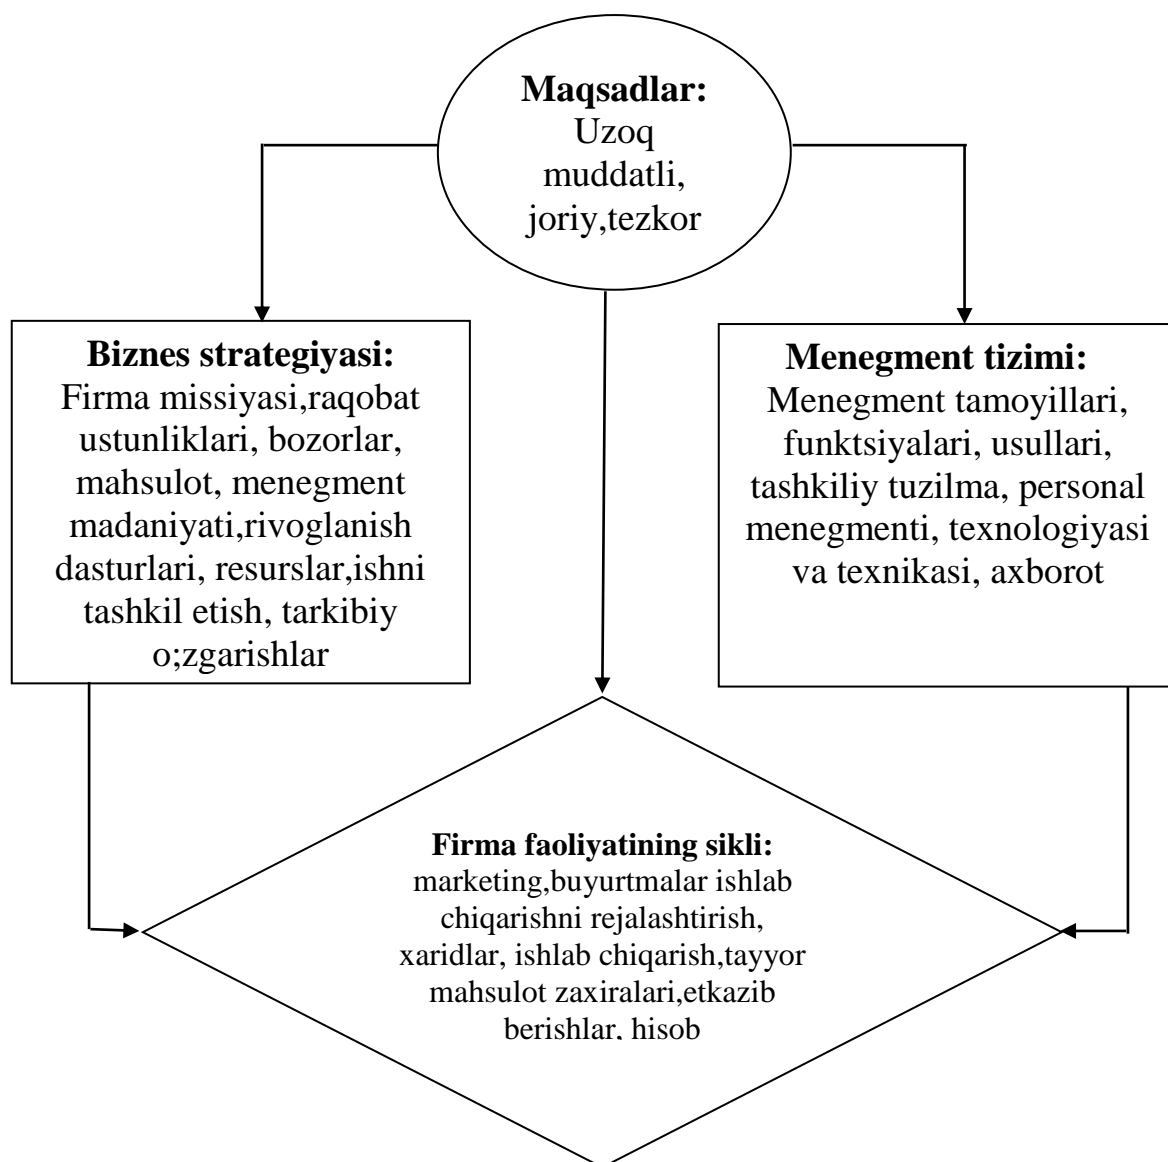 Maqsadlar:
Uzoq
muddatli,
joriy,tezkor
Biznes strategiyasi:
Firma missiyasi,raqobat
ustunliklari, bozorlar,
mahsulot, menegment
madaniyati,rivoglanish
dasturlari, resurslar,ishni
tashkil etish, tarkibiy
o;zgarishlar
Menegment tizimi:
Menegment tamoyillari,
funktsiyalari, usullari,
tashkiliy tuzilma, personal
menegmenti, texnologiyasi
va texnikasi, axborot
Firma faoliyatining sikli:
marketing,buyurtmalar ishlab
chiqarishni rejalashtirish,
xaridlar, ishlab chiqarish,tayyor
mahsulot zaxiralari,etkazib
berishlar, hisob